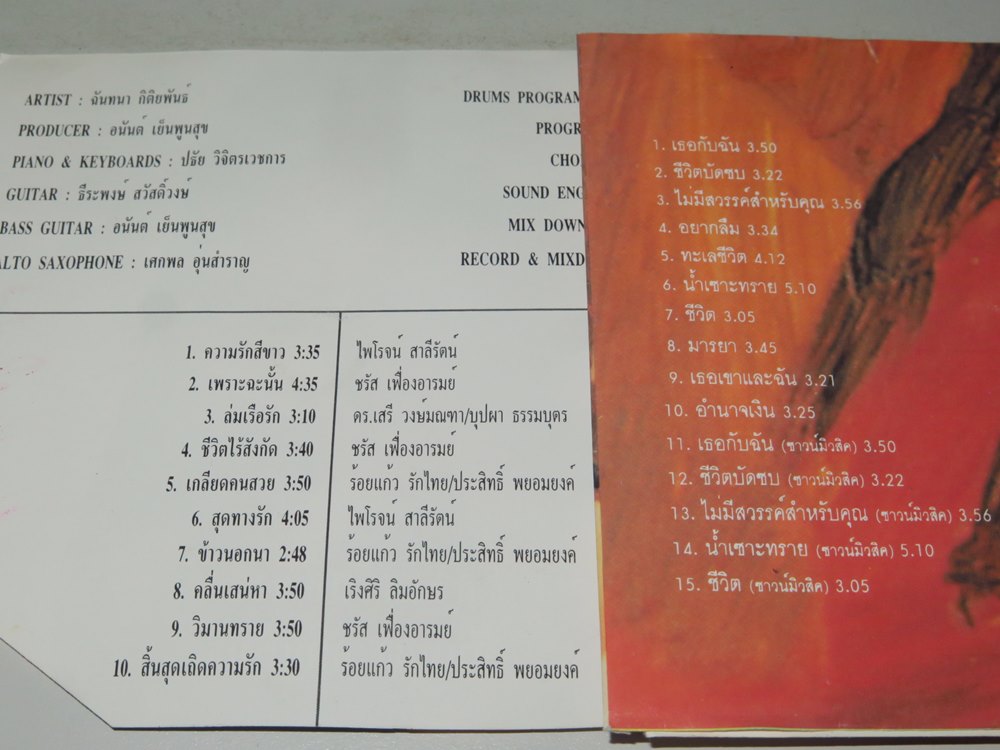 ARTIST : ฉันทนา กิติยพันธ์
PRODUCER : อนันต์ เย็นพูนสุข
PIANO & KEYBOARDS : ปธัย วิจิตรเวชการ
GUITAR : ธีระพงษ์ สวัสดิ์วงษ์
BASS GUITAR : อนันต์ เย็นพูนสุข
ALTO SAXOPHONE : เศกพล อุ่นสำราญ
DRUMS PROGRAM
PROGR
CHO
SOUND ENG
MIX DOWN
RECORD & MIXD
1. ความรักสีขาว 3:35 ไพโรจน์ สาลีรัตน์
2. เพราะฉะนั้น 4:35 ชรัส เฟื่องอารมย์
3. ล่มเรือรัก 3:10 ดร.เสรี วงษ์มณฑา/บุปผา ธรรมบุตร
4. ชีวิตไร้สังกัด 3:40 ชรัส เฟื่องอารมย์
5. เกลียดคนสวย 3:50 ร้อยแก้ว รักไทย/ประสิทธิ์ พยอมยงค์
6. สุดทางรัก 4:05 ไพโรจน์ สาลีรัตน์
7. ข้าวนอกนา 2:48 ร้อยแก้ว รักไทย/ประสิทธิ์ พยอมยงค์
8. คลื่นเสน่หา 3:50 เริงศิริ ลิมอักษร
9. วิมานทราย 3:50 ชรัส เฟื่องอารมย์
10. สิ้นสุดเถิดความรัก 3:30 ร้อยแก้ว รักไทย/ประสิทธิ์ พยอมยงค์
1. เธอกับฉัน 3.50
2. ชีวิตบัดซบ 3.22
3. ไม่มีสวรรค์สำหรับคุณ 3.56
4. อยากลืม 3.34
5. ทะเลชีวิต 4.12
6. น้ำเซาะทราย 5.10
7. ชีวิต 3.05
8. มารยา 3.45
9. เธอเขาและฉัน 3.21
10. อำนาจเงิน 3.25
11. เธอกับฉัน (ซาวน์มิวสิค) 3.50
12. ชีวิตบัดซบ (ซาวน์มิวสิค) 3.22
13. ไม่มีสวรรค์สำหรับคุณ (ซาวน์มิวสิค) 3.56
14. น้ำเซาะทราย (ซาวน์มิวสิค) 5.10
15. ชีวิต (ซาวน์มิวสิค) 3.05